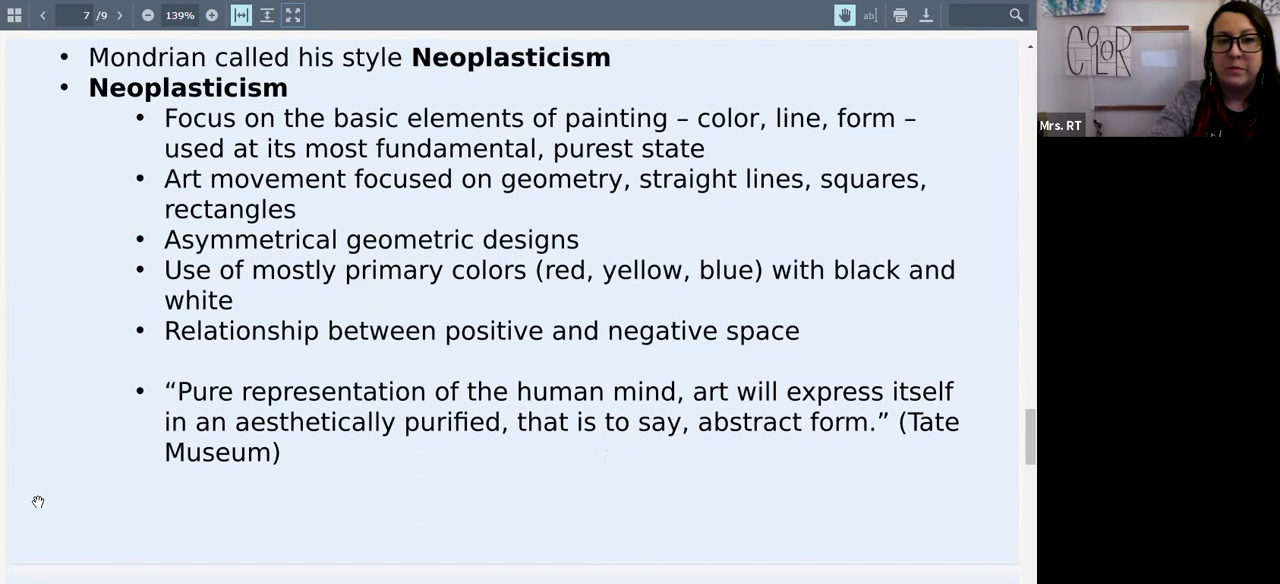 7 /9
139%
ab
• Mondrian called his style Neoplasticism
• Neoplasticism
• Focus on the basic elements of painting – color, line, form –
used at its most fundamental, purest state
• Art movement focused on geometry, straight lines, squares,
rectangles
• Asymmetrical geometric designs
• Use of mostly primary colors (red, yellow, blue) with black and
white
• Relationship between positive and negative space
• “Pure representation of the human mind, art will express itself
in an aesthetically purified, that is to say, abstract form.” (Tate
Museum)
COLOR
Mrs. RT